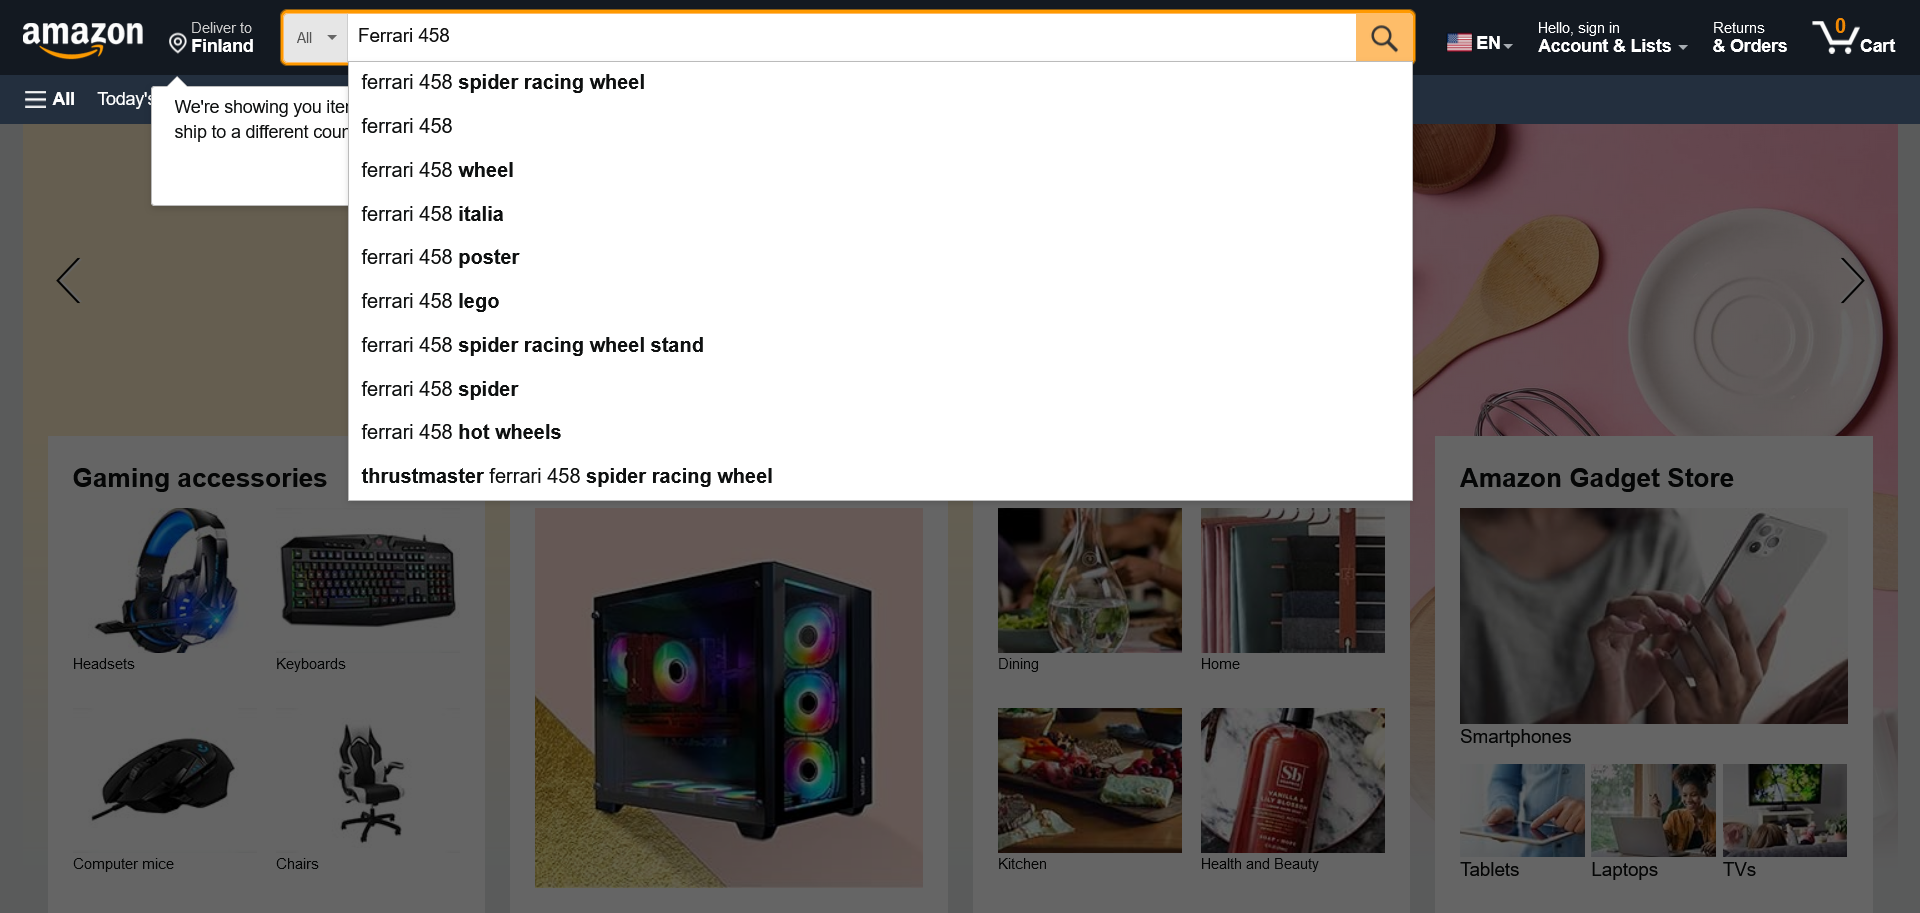 amazon
Deliver to
Finland
All
Ferrari 458
EN
Hello, sign in
Account & Lists
Returns
& Orders
0
Cart
All
Today's
We're showing you
ship to a different
ferrari 458 spider racing wheel
ferrari 458
ferrari 458 wheel
ferrari 458 italia
ferrari 458 poster
ferrari 458 lego
ferrari 458 spider racing wheel stand
ferrari 458 spider
ferrari 458 hot wheels
thrustmaster ferrari 458 spider racing wheel
Gaming accessories
Headsets
Keyboards
Computer mice
Chairs
Dining
Home
Kitchen
Sb
VANILLA &
LILY BLOSSOM
Health and Beauty
Amazon Gadget Store
Smartphones
Tablets
Laptops
TVs